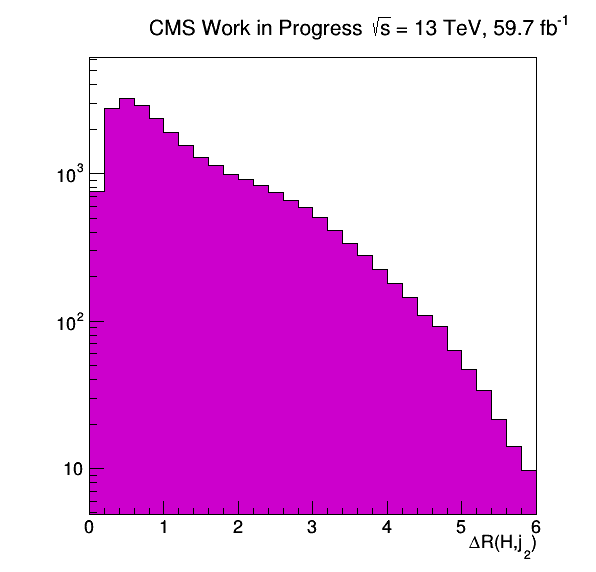 CMS Work in Progress √s = 13 TeV, 59.7 fb⁻¹
10³
10²
10
0 1 2 3 4 5 6
ΔR(H,j₂)